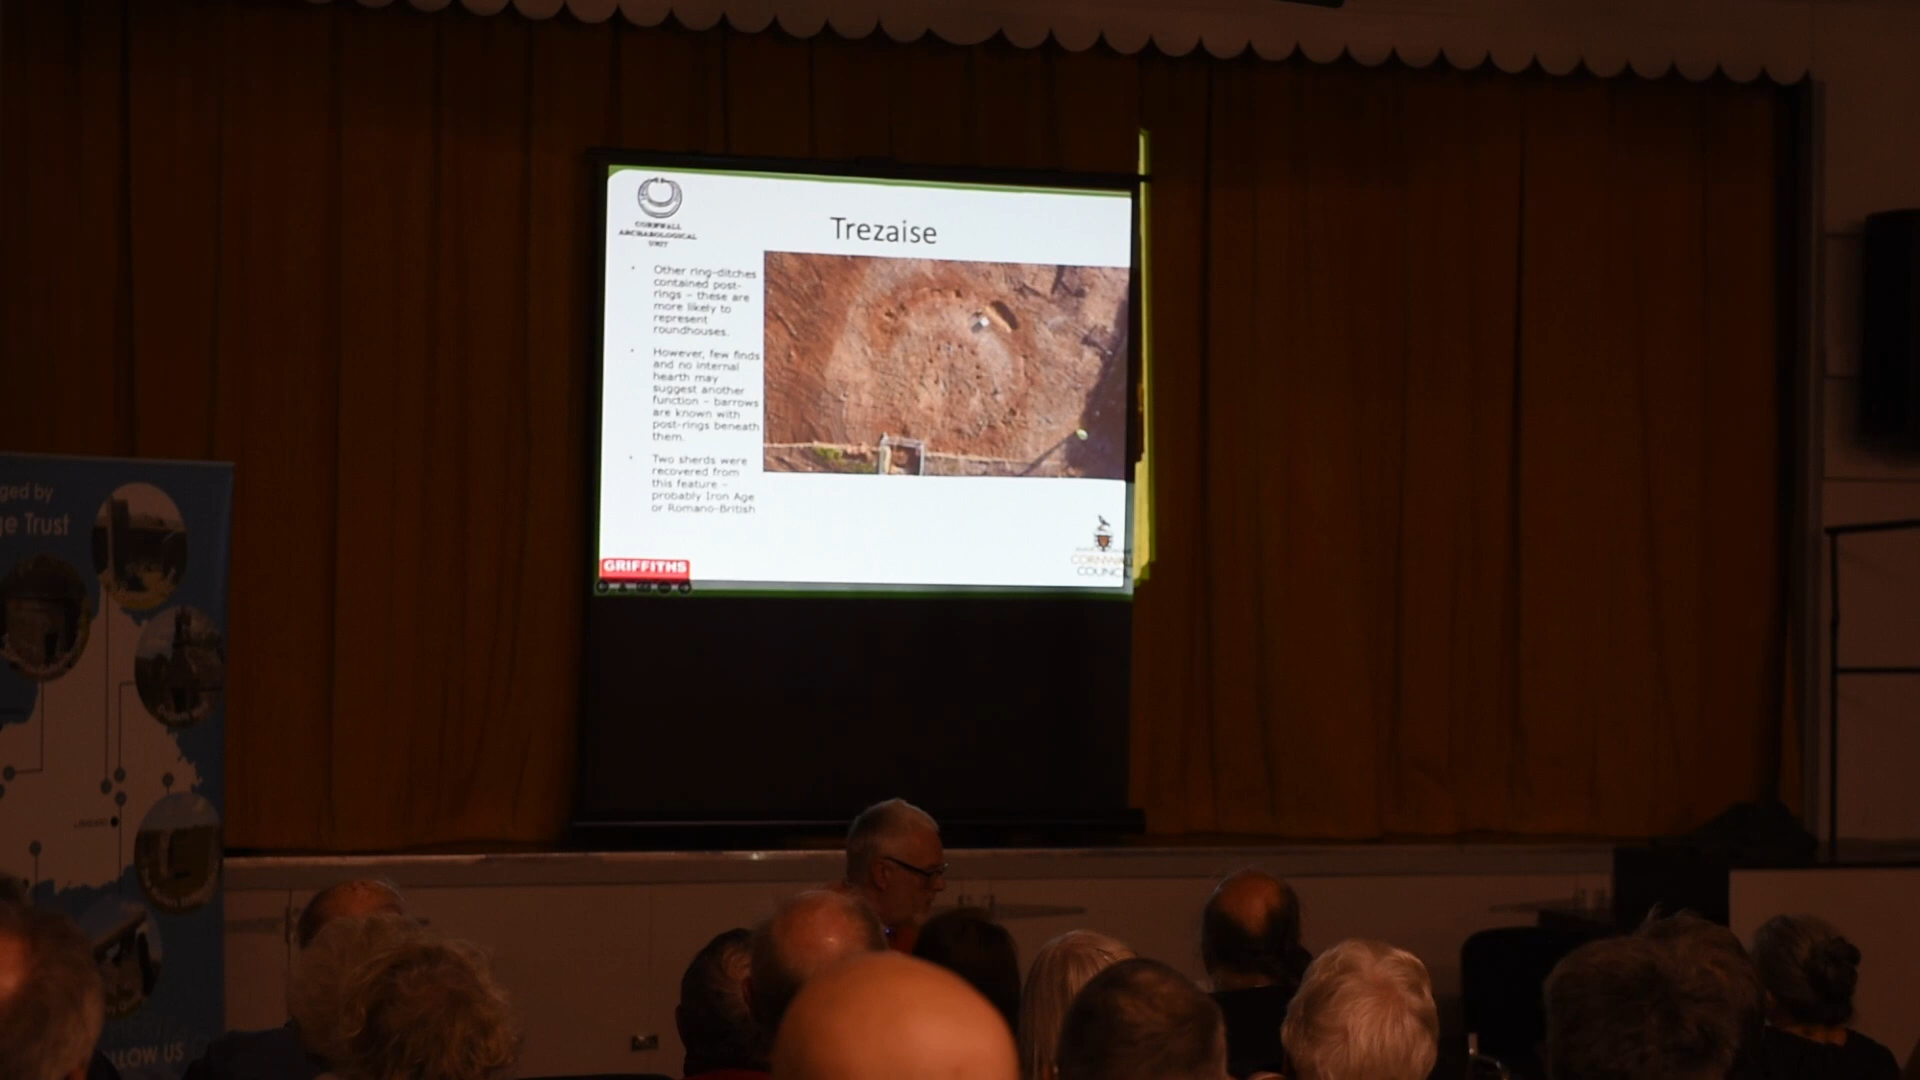 CORNWALL
ARCHAEOLOGICAL
UNIT
Trezaise
Other ring-ditches
contained post-
rings – these are
more likely to
represent
roundhouses.
However, few finds
and no internal
hearth may
suggest another
function – barrows
are known with
post-rings beneath
them.
Two sherds were
recovered from
this feature –
probably Iron Age
or Romano-British
GRIFFITHS
CORNWALL
COUNCIL
ged by
ge Trust
LLOW US